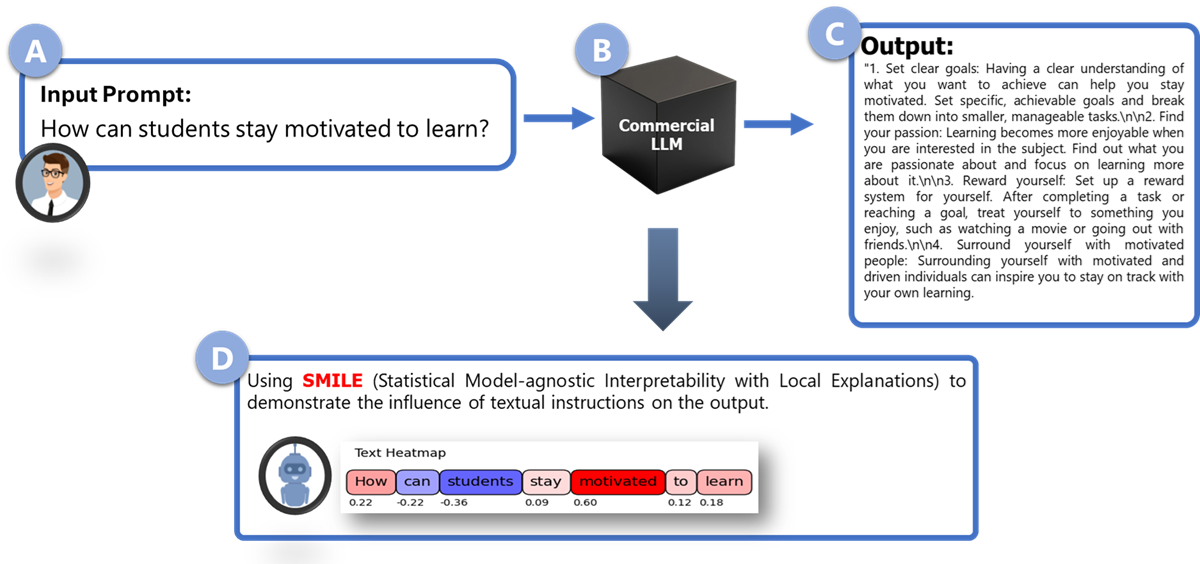 A
Input Prompt:
How can students stay motivated to learn?
B
Commercial
LLM
C
Output:
"1. Set clear goals: Having a clear understanding of
what you want to achieve can help you stay
motivated. Set specific, achievable goals and break
them down into smaller, manageable tasks.\n\n2. Find
your passion: Learning becomes more enjoyable when
you are interested in the subject. Find out what you
are passionate about and focus on learning more
about it.\n\n3. Reward yourself: Set up a reward
system for yourself. After completing a task or
reaching a goal, treat yourself to something you
enjoy, such as watching a movie or going out with
friends.\n\n4. Surround yourself with motivated
people: Surrounding yourself with motivated and
driven individuals can inspire you to stay on track with
your own learning.
D
Using SMILE (Statistical Model-agnostic Interpretability with Local Explanations) to
demonstrate the influence of textual instructions on the output.
Text Heatmap
How can students stay motivated to learn
0.22 -0.22 -0.36 0.09 0.60 0.12 0.18